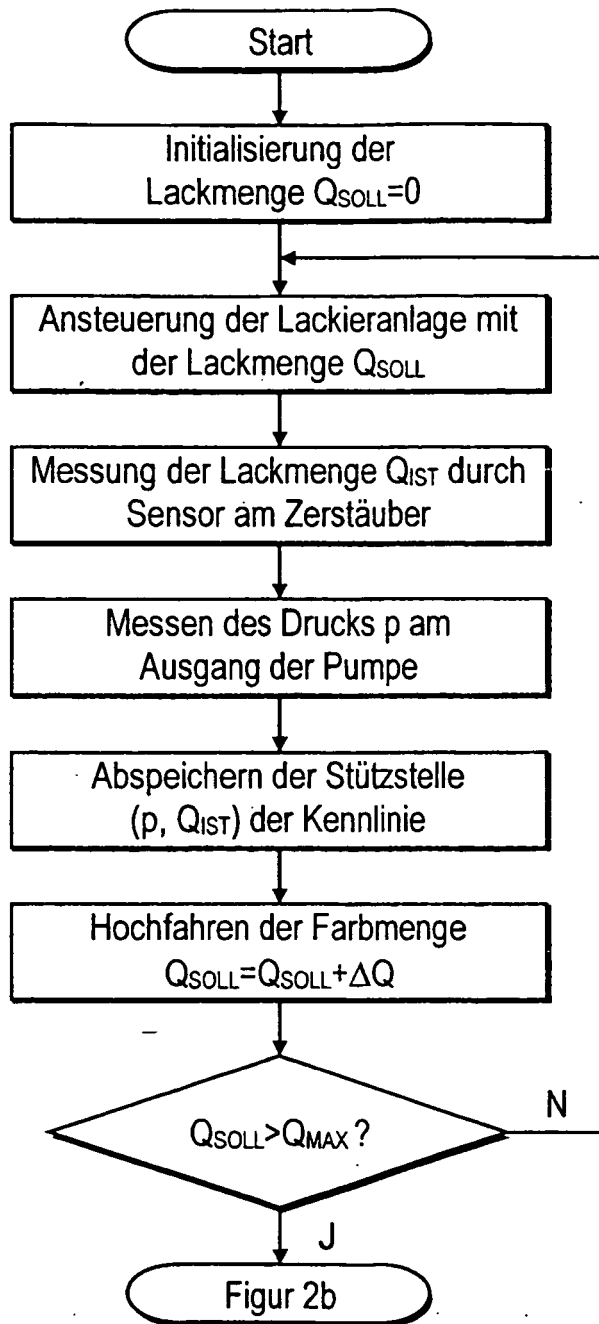 Start
Initialisierung der
Lackmenge QSOLL=0
Ansteuerung der Lackieranlage mit
der Lackmenge QSOLL
Messung der Lackmenge QIST durch
Sensor am Zerstäuber
Messen des Drucks p am
Ausgang der Pumpe
Abspeichern der Stützstelle
(p, QIST) der Kennlinie
Hochfahren der Farbmenge
QSOLL=QSOLL+ΔQ
QSOLL>QMAX?
N
J
Figur 2b